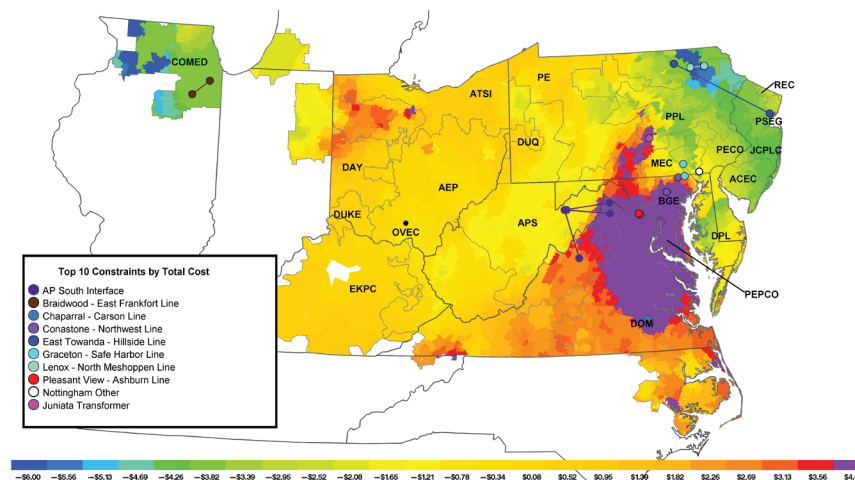 COMED
ATSI
PE
REC
PPL
PSEG
DUQ
MEC
PECO
JCPLC
DAY
AEP
ACEC
BGE
DUKE
OVEC
APS
DPL
EKPC
PEPCO
DOM
Top 10 Constraints by Total Cost
AP South Interface
Braidwood - East Frankfort Line
Chaparral - Carson Line
Conastone - Northwest Line
East Towanda - Hillside Line
Graceton - Safe Harbor Line
Lenox - North Meshoppen Line
Pleasant View - Ashburn Line
Nottingham Other
Juniata Transformer
—$6.00 —$5.56 —$5.13 —$4.69 —$4.26 —$3.82 —$3.39 —$2.95 —$2.52 —$2.08 —$1.65 —$1.21 —$0.78 —$0.34 $0.08 $0.52 $0.95 $1.39 $1.82 $2.26 $2.69 $3.13 $3.56